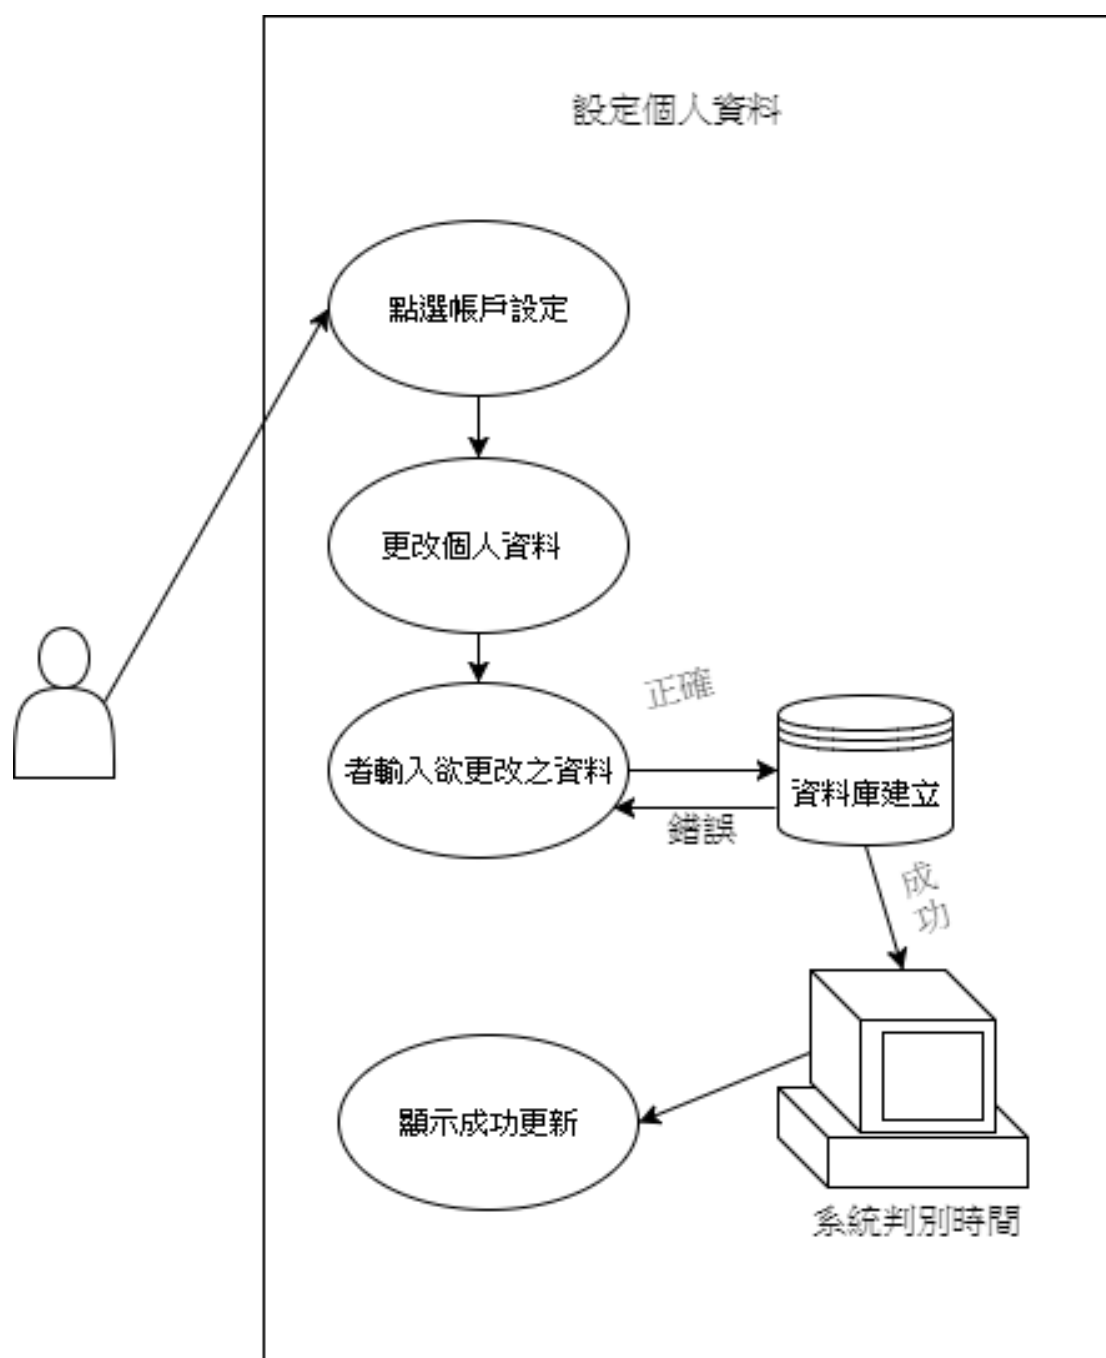 設定個人資料
點選帳戶設定
更改個人資料
正確
者輸入欲更改之資料
資料庫建立
錯誤
成
功
顯示成功更新
系統判別時間